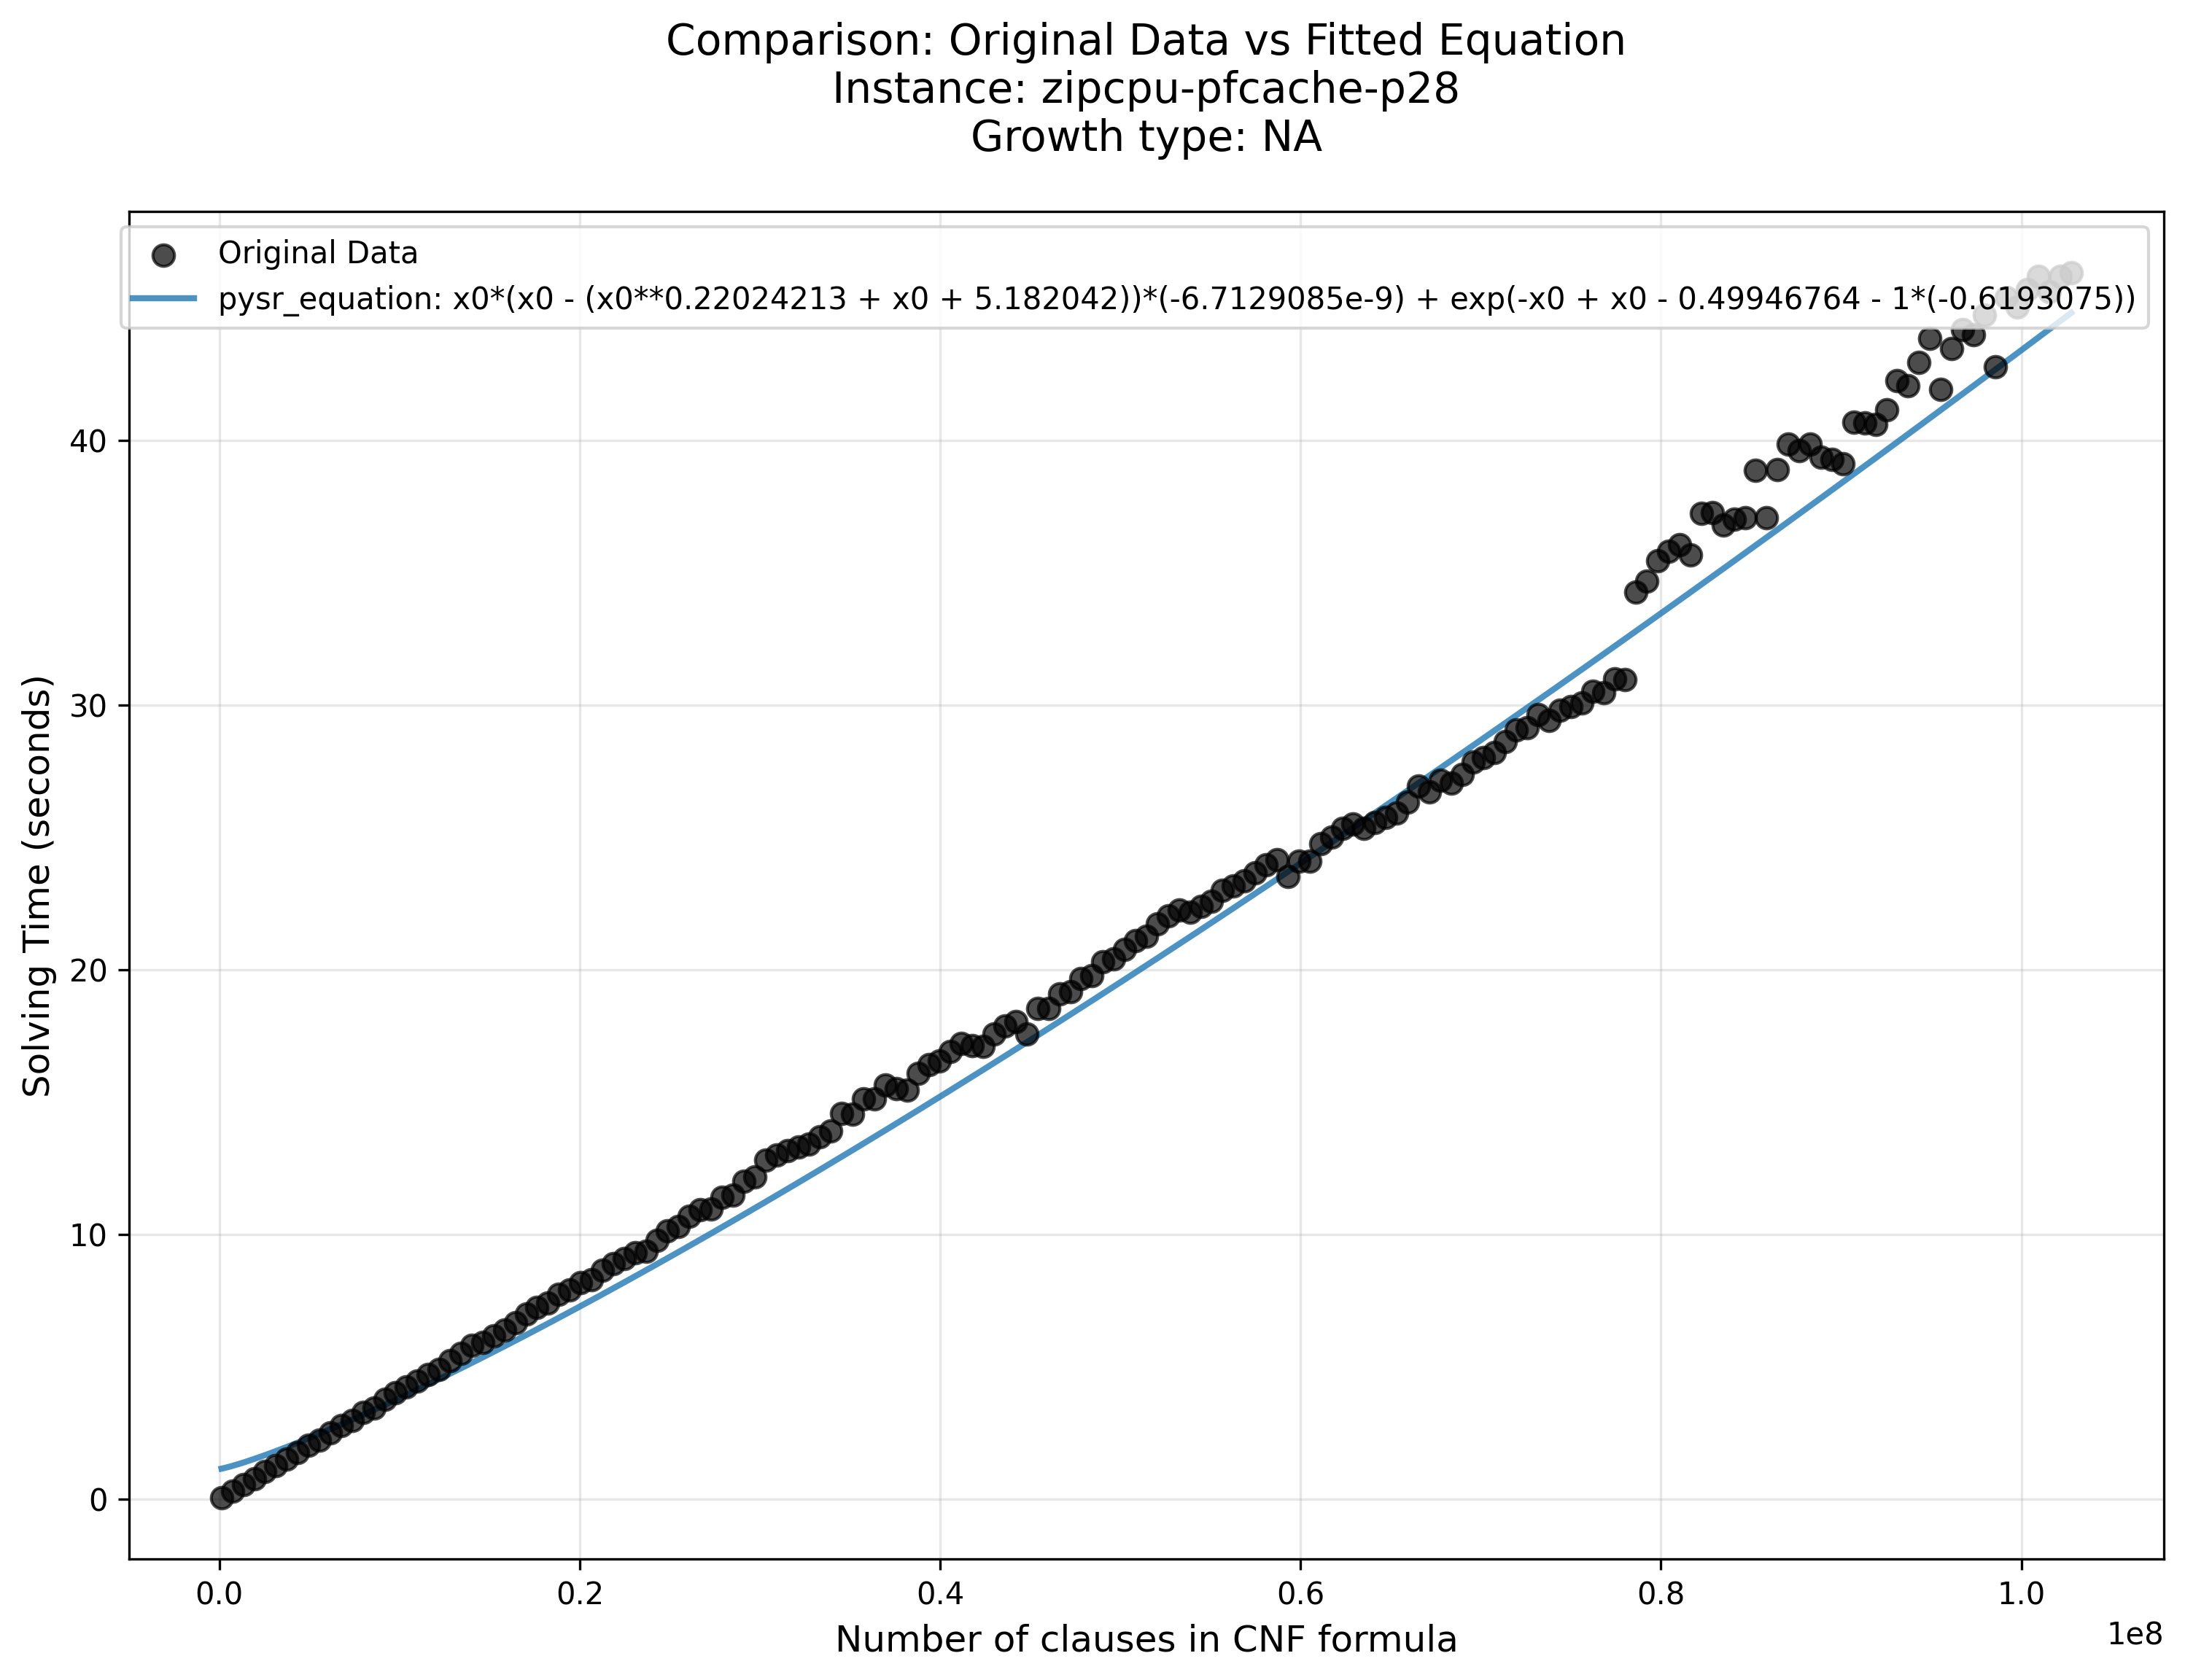 Comparison: Original Data vs Fitted Equation
Instance: zipcpu-pfcache-p28
Growth type: NA
Original Data
pysr_equation: x0*(x0 - (x0**0.22024213 + x0 + 5.182042))*(-6.7129085e-9) + exp(-x0 + x0 - 0.49946764 - 1*(-0.6193075))
Solving Time (seconds)
40
30
20
10
0
0.0 0.2 0.4 0.6 0.8 1.0
1e8
Number of clauses in CNF formula